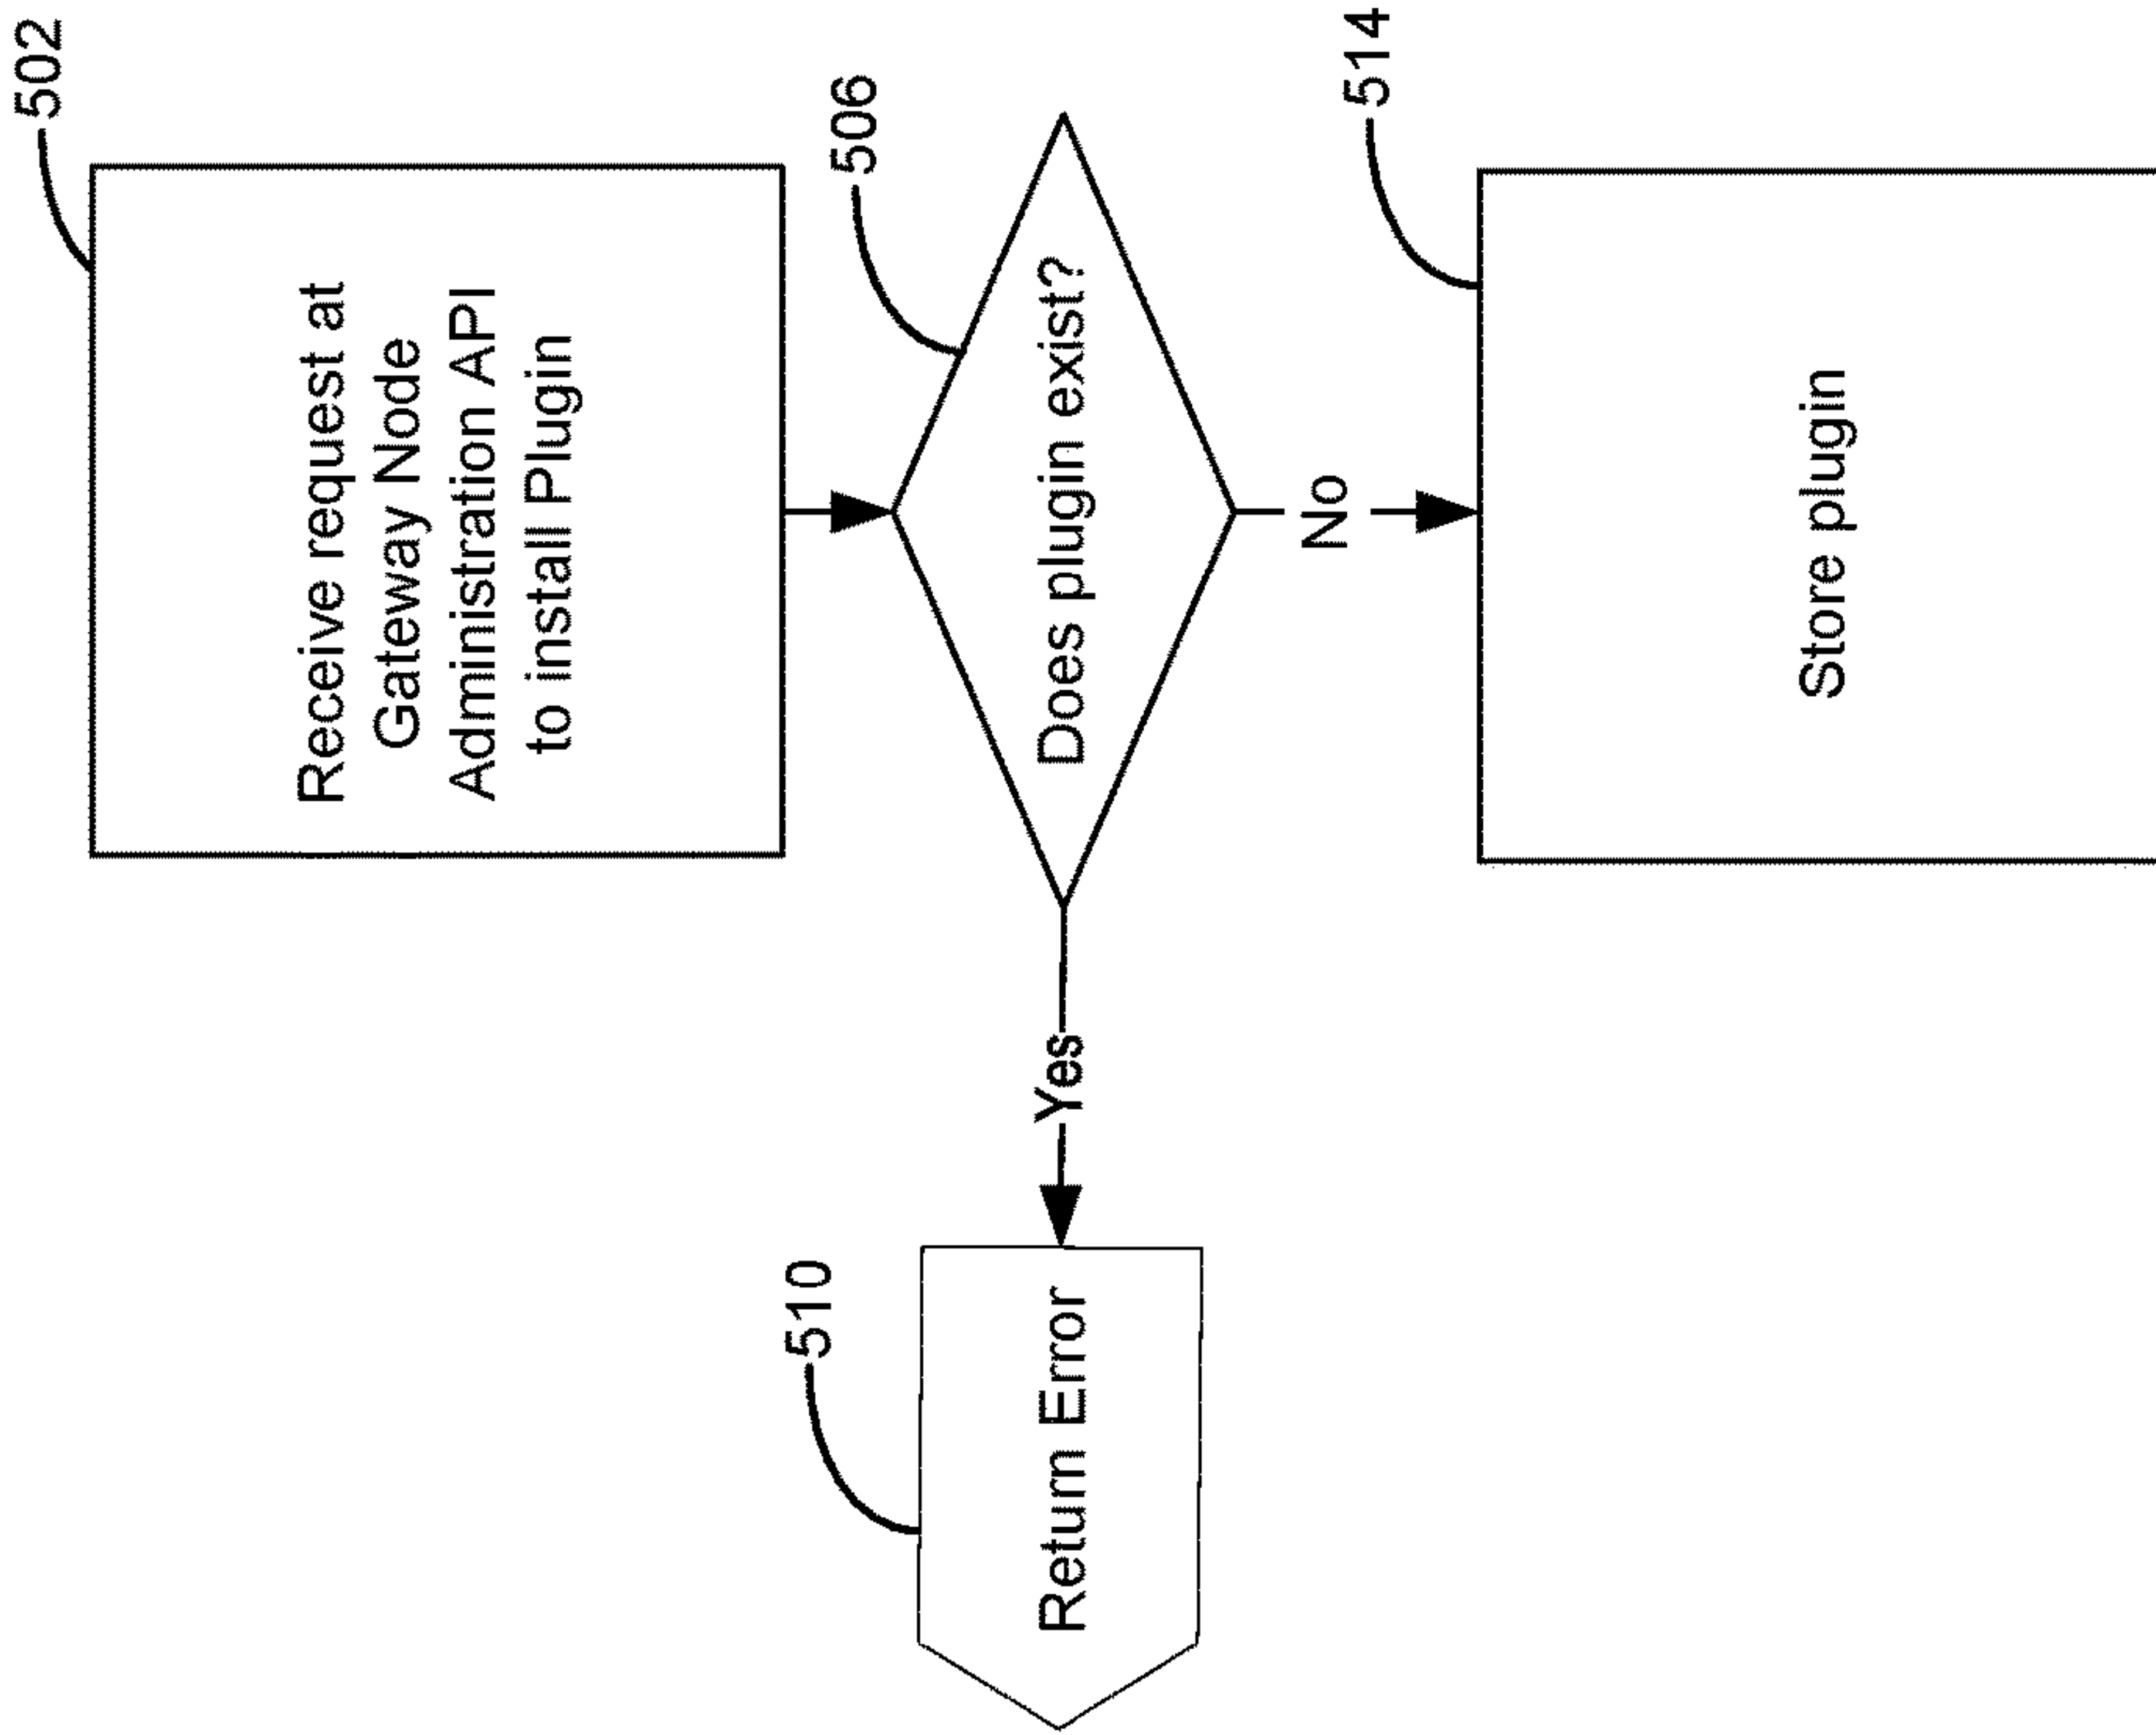 502
Receive request at
Gateway Node
Administration API
to install Plugin
506
Does plugin exist?
Yes
510
Return Error
No
514
Store plugin